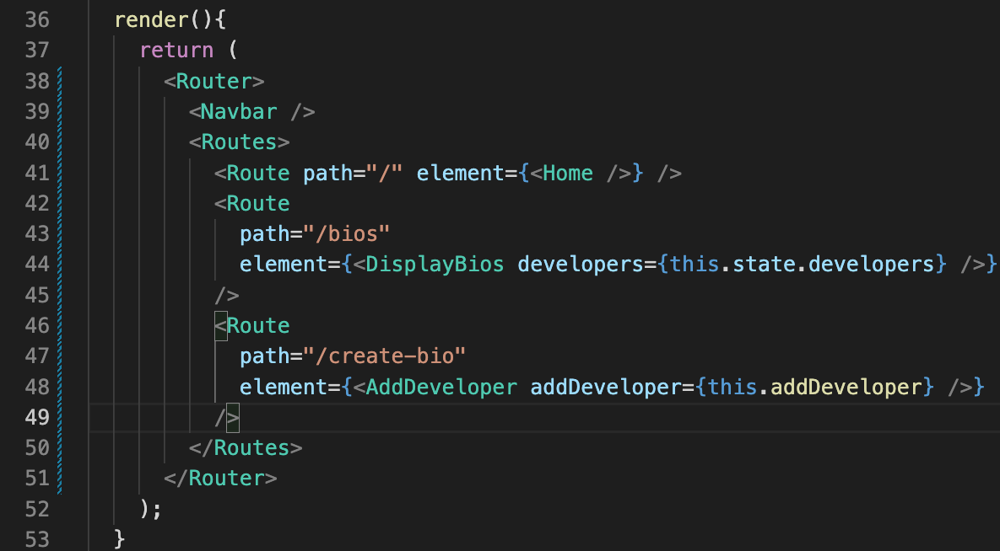 36 render(){
37 return (
38 <Router>
39 <Navbar />
40 <Routes>
41 <Route path="/" element={<Home />} />
42 <Route
43 path="/bios"
44 element={<DisplayBios developers={this.state.developers} />}
45 />
46 <Route
47 path="/create-bio"
48 element={<AddDeveloper addDeveloper={this.addDeveloper} />}
49 />
50 </Routes>
51 </Router>
52 );
53 }